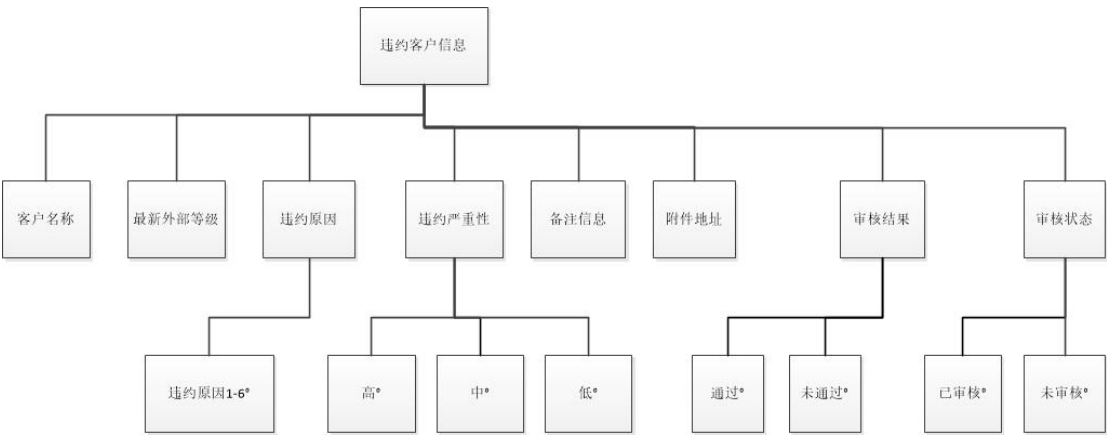 违约客户信息
客户名称
最新外部等级
违约原因
违约严重性
备注信息
附件地址
审核结果
审核状态
违约原因1-6°
高°
中°
低°
通过°
未通过°
已审核°
未审核°